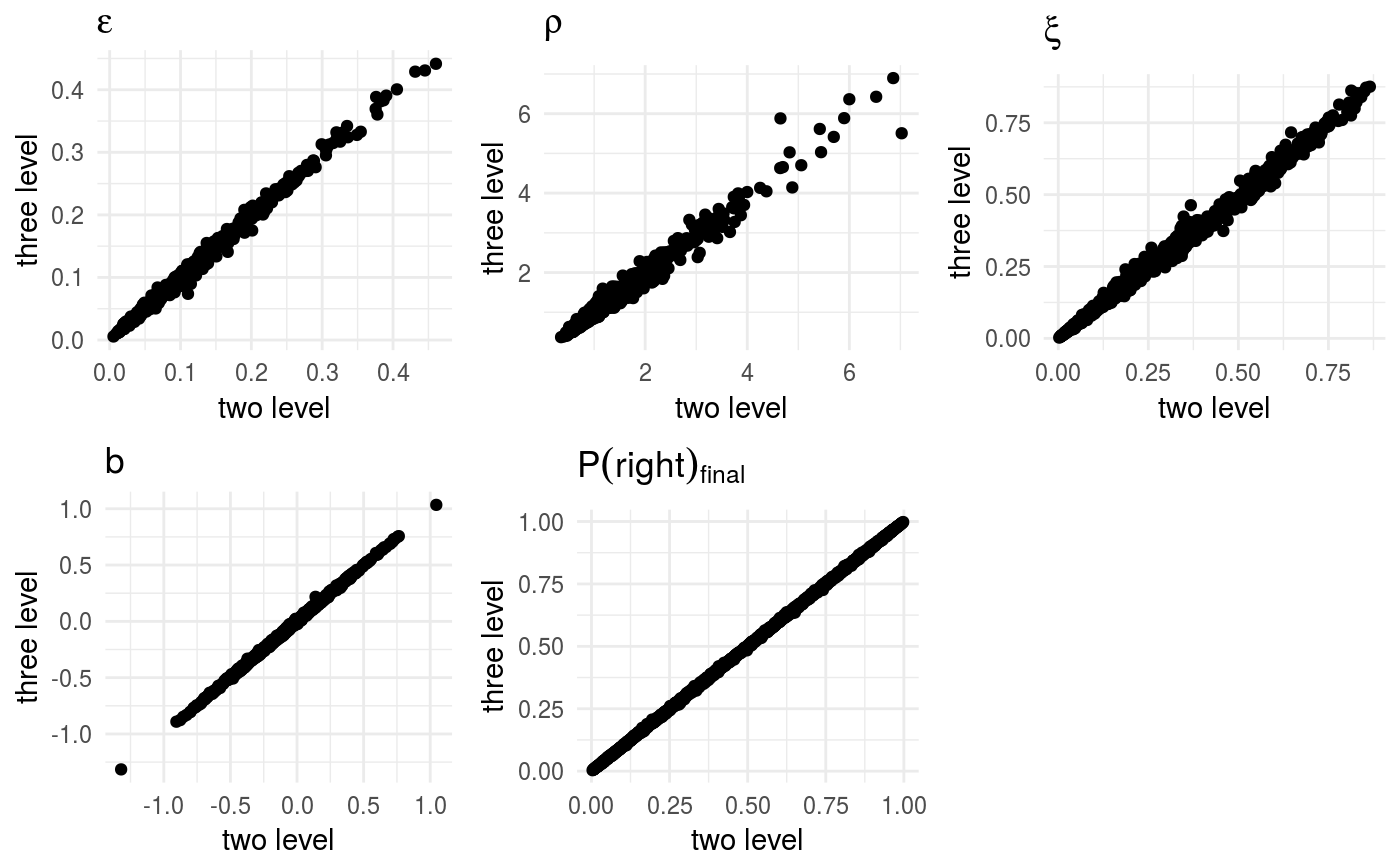 ε
three level
0.4
0.3
0.2
0.1
0.0
0.0 0.1 0.2 0.3 0.4
two level
ρ
three level
6
4
2
2 4 6
two level
ξ
three level
0.75
0.50
0.25
0.00
0.00 0.25 0.50 0.75
two level
b
three level
1.0
0.5
0.0
-0.5
-1.0
-1.0 -0.5 0.0 0.5 1.0
two level
P(right)final
three level
1.00
0.75
0.50
0.25
0.00
0.00 0.25 0.50 0.75 1.00
two level